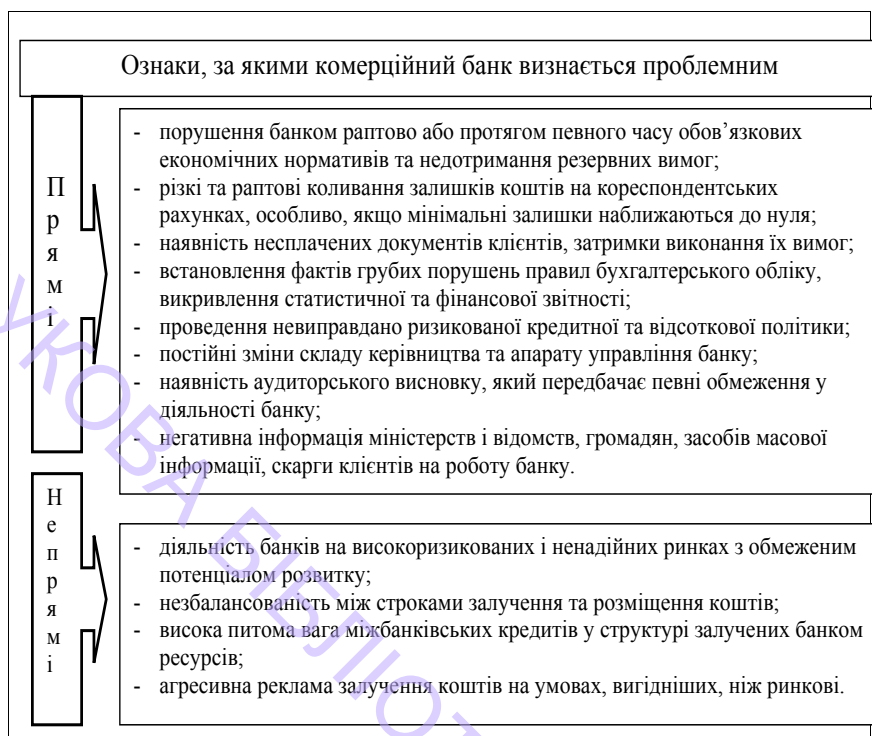 Ознаки, за якими комерційний банк визнається проблемним
Прямі
- порушення банком раптово або протягом певного часу обов’язкових
економічних нормативів та недотримання резервних вимог;
- різкі та раптові коливання залишків коштів на кореспондентських
рахунках, особливо, якщо мінімальні залишки наближаються до нуля;
- наявність несплачених документів клієнтів, затримки виконання їх вимог;
- встановлення фактів грубих порушень правил бухгалтерського обліку,
викривлення статистичної та фінансової звітності;
- проведення невиправдано ризикованої кредитної та відсоткової політики;
- постійні зміни складу керівництва та апарату управління банку;
- наявність аудиторського висновку, який передбачає певні обмеження у
діяльності банку;
- негативна інформація міністерств і відомств, громадян, засобів масової
інформації, скарги клієнтів на роботу банку.
Непрямі
- діяльність банків на високоризикованих і ненадійних ринках з обмеженим
потенціалом розвитку;
- незбалансованість між строками залучення та розміщення коштів;
- висока питома вага міжбанківських кредитів у структурі залучених банком
ресурсів;
- агресивна реклама залучення коштів на умовах, вигідніших, ніж ринкові.